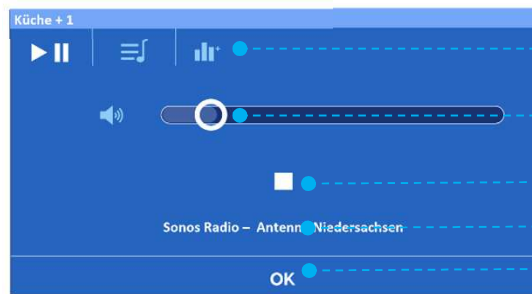 Küche + 1
Sonos Radio – Antenne Niedersachsen
OK